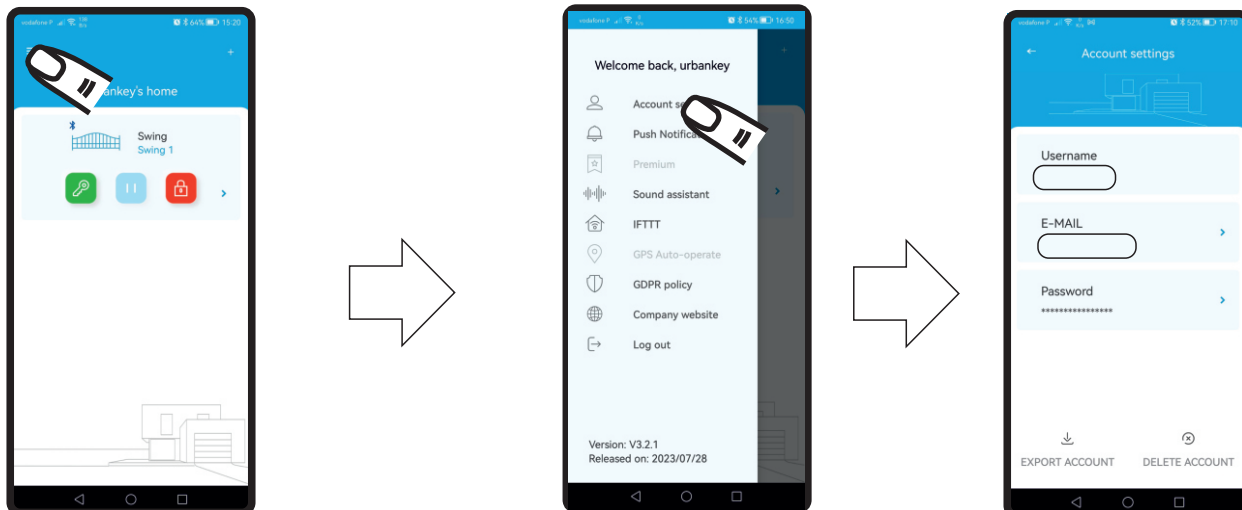 vodafone P 64% 15:20
+
ankey's home
Swing
Swing 1
vodafone P 54% 16:50
Welcome back, urbankey
Account se
Push Notifica
Premium
Sound assistant
IFTTT
GPS Auto-operate
GDPR policy
Company website
Log out
Version: V3.2.1
Released on: 2023/07/28
vodafone P 52% 17:10
Account settings
Username
E-MAIL
Password
****************
EXPORT ACCOUNT DELETE ACCOUNT